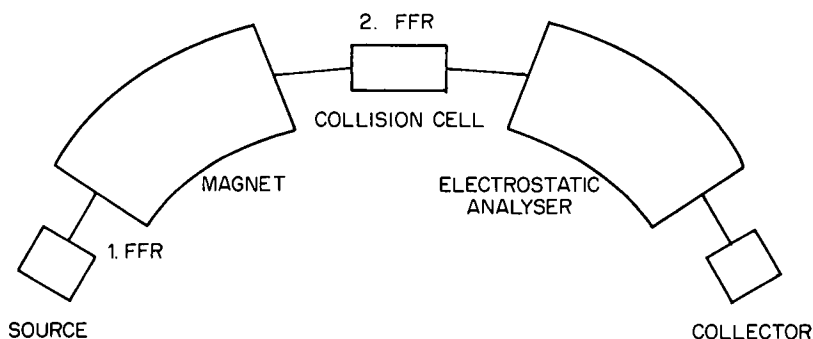 2. FFR
COLLISION CELL
MAGNET
ELECTROSTATIC
ANALYSER
1. FFR
SOURCE
COLLECTOR